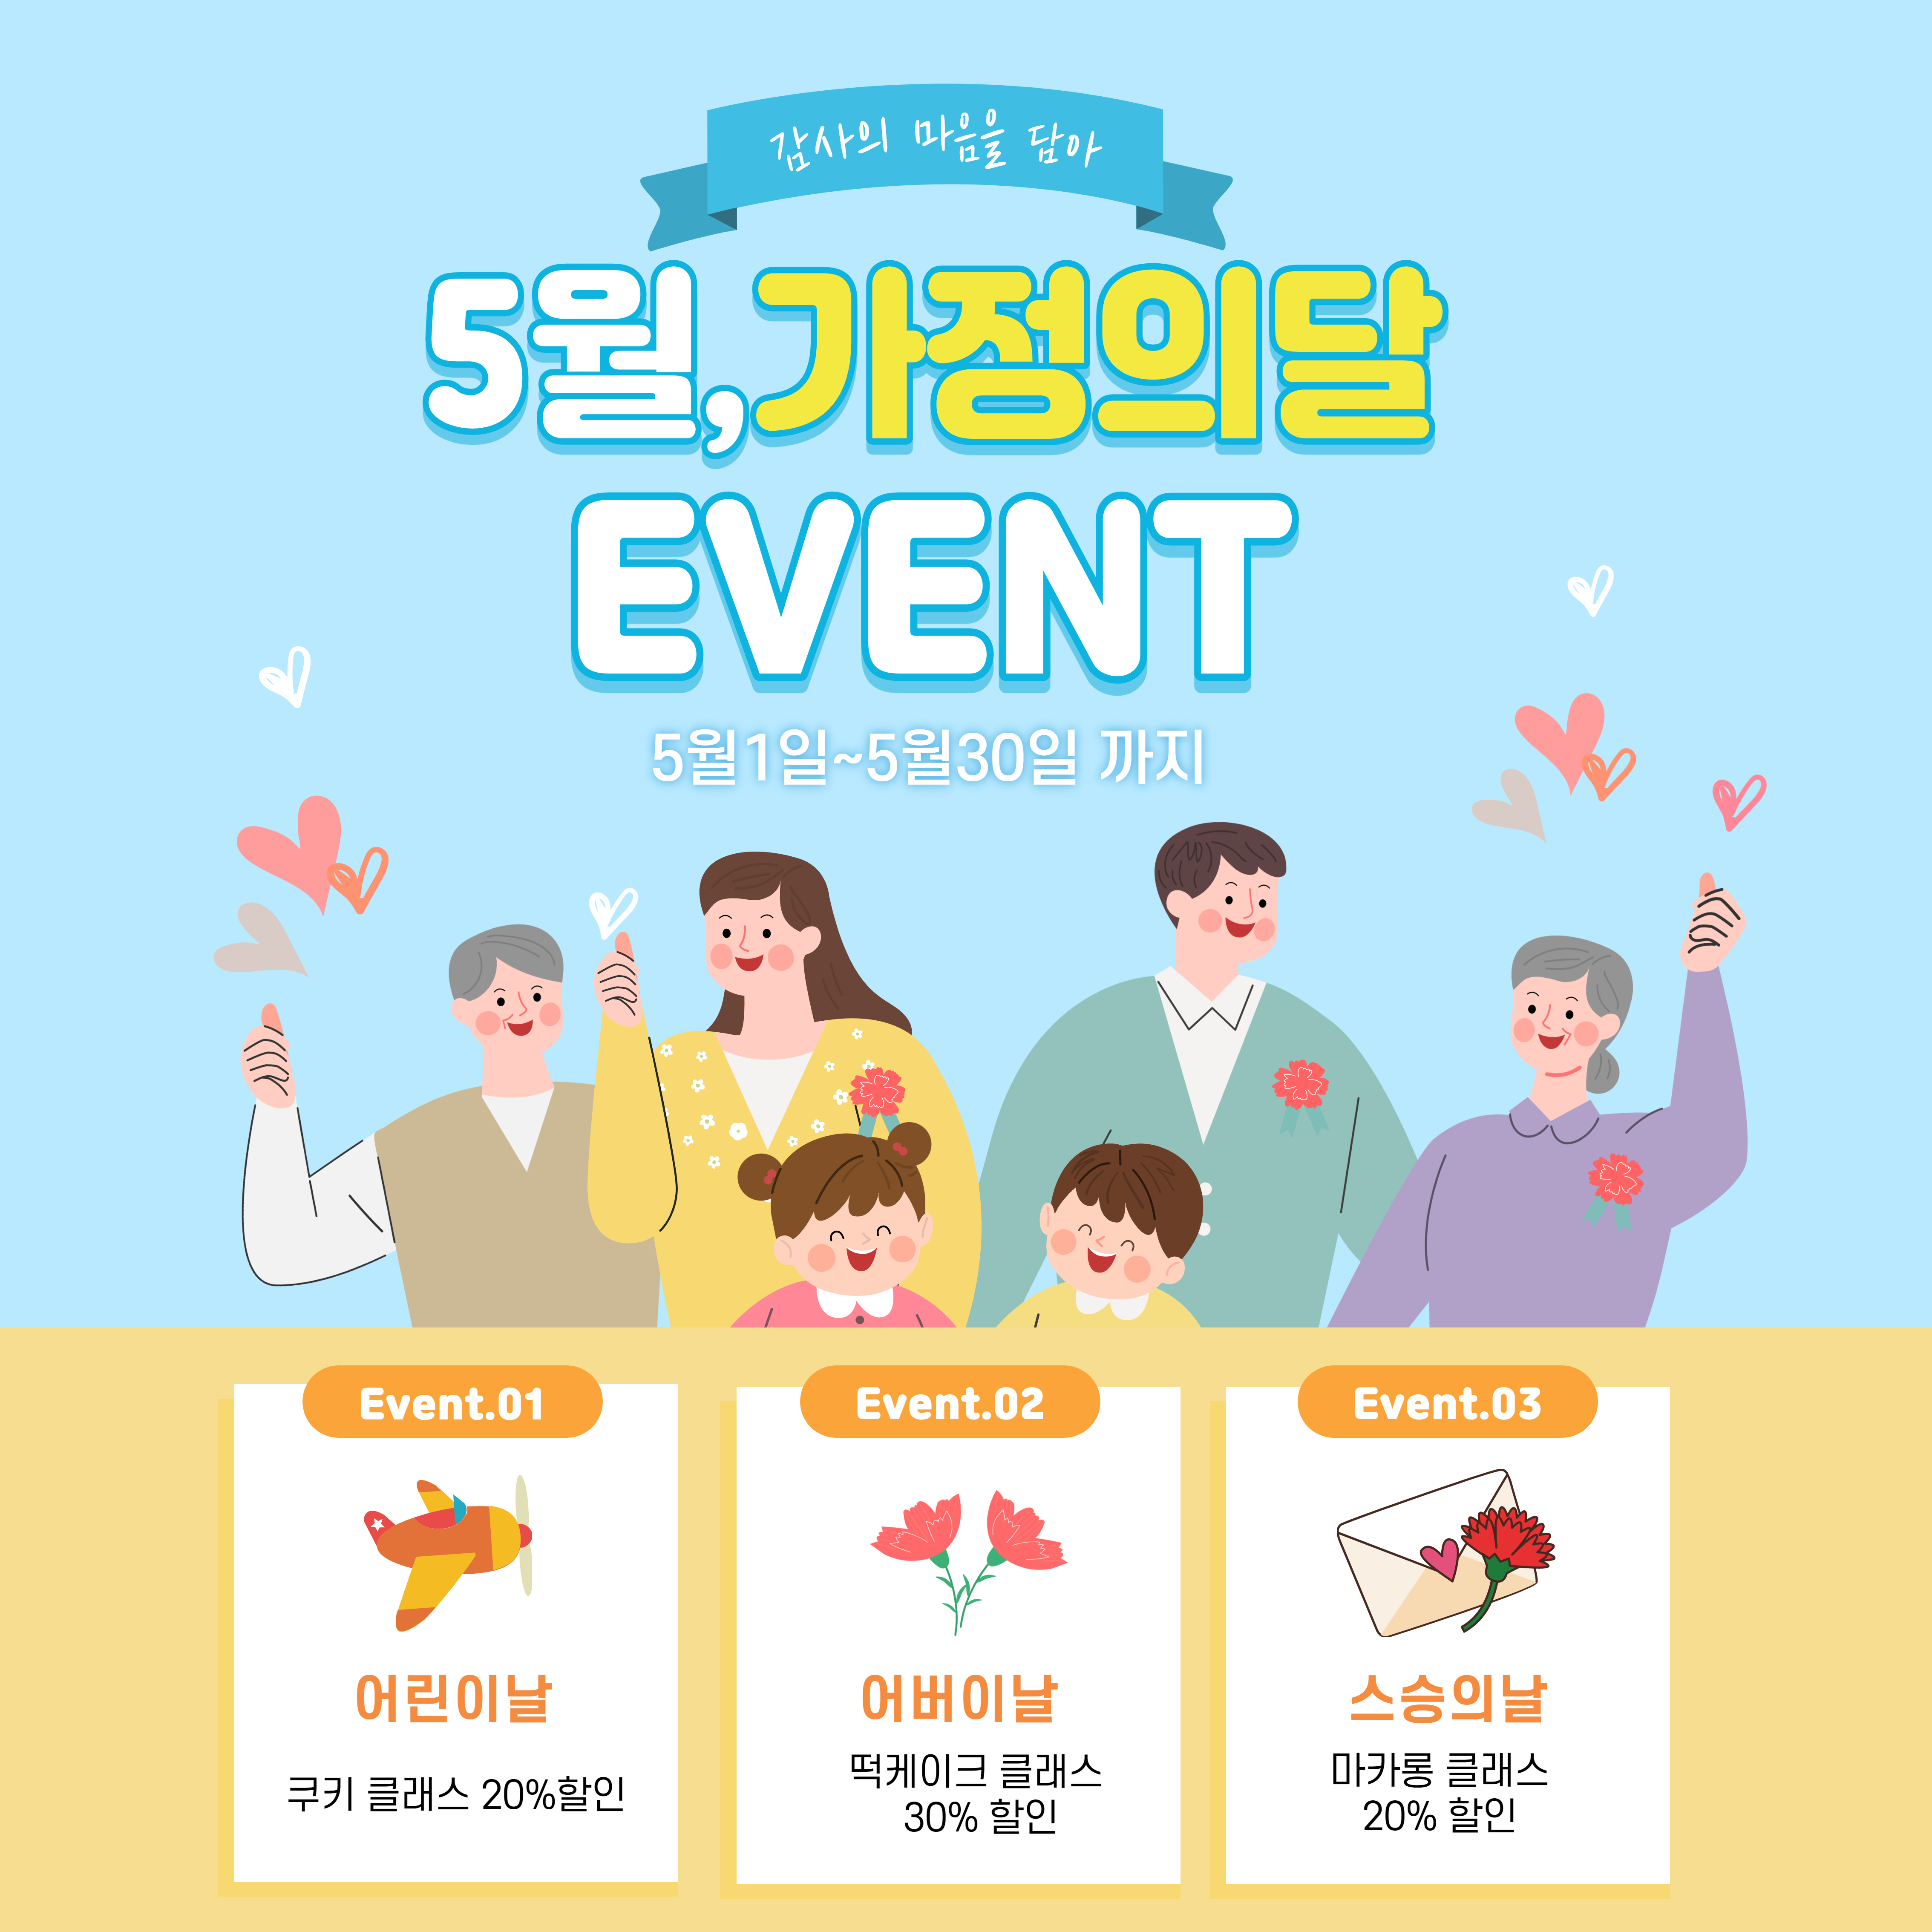 감사의 마음을 담아
5월,가정의달
EVENT
5월1일~5월30일 까지
Event.01
어린이날
쿠키 클래스 20%할인
Event.02
어버이날
떡케이크 클래스
30% 할인
Event.03
스승의날
마카롱 클래스
20% 할인